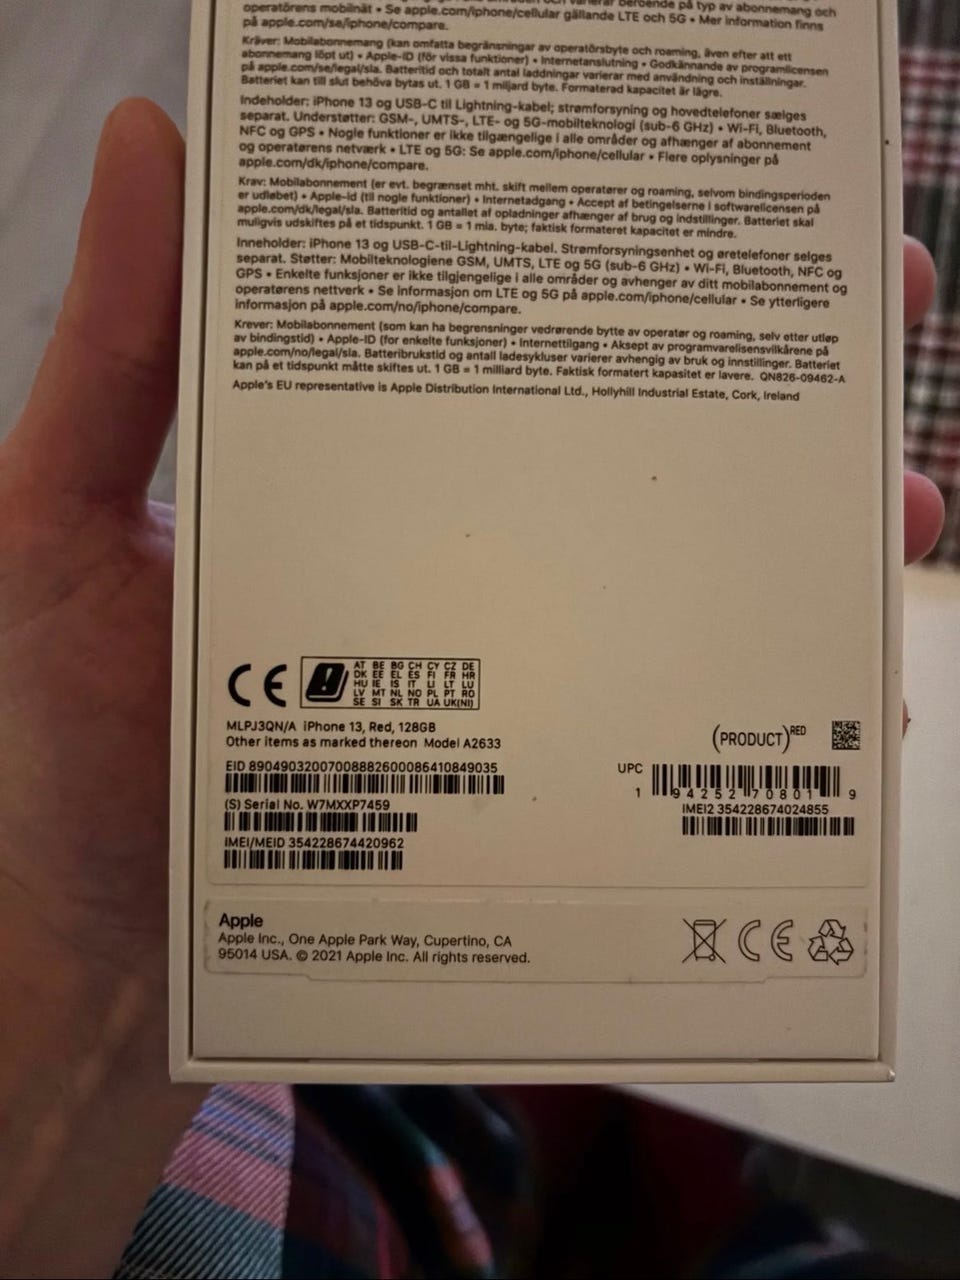 varierar beroende på typ av abonnemang och
operatörens mobilnät • Se apple.com/iphone/cellular gällande LTE och 5G • Mer information finns
på apple.com/se/iphone/compare.
Kräver: Mobilabonnemang (kan omfatta begränsningar av operatörsbyte och roaming, även efter att ett
abonnemang löpt ut) • Apple-ID (för vissa funktioner) • Internetanslutning • Godkännande av programlicensen
på apple.com/se/legal/sla. Batteritid och totalt antal laddningar varierar med användning och inställningar.
Batteriet kan till slut behöva bytas ut. 1 GB = 1 miljard byte. Formaterad kapacitet är lägre.
Indeholder: iPhone 13 og USB-C til Lightning-kabel; strømforsyning og hovedtelefoner sælges
separat. Understøtter: GSM-, UMTS-, LTE- og 5G-mobilteknologi (sub-6 GHz) • Wi-Fi, Bluetooth,
NFC og GPS • Nogle funktioner er ikke tilgængelige i alle områder og afhænger af abonnement
og operatørens netværk • LTE og 5G: Se apple.com/iphone/cellular • Flere oplysninger på
apple.com/dk/iphone/compare.
Krav: Mobilabonnement (er evt. begrænset mht. skift mellem operatører og roaming, selvom bindingsperioden
er udløbet) • Apple-id (til nogle funktioner) • Internetadgang • Accept af betingelserne i softwarelicensen på
apple.com/dk/legal/sla. Batteritid og antallet af opladninger afhænger af brug og indstillinger. Batteriet skal
muligvis udskiftes på et tidspunkt. 1 GB = 1 mia. byte; faktisk formateret kapacitet er mindre.
Inneholder: iPhone 13 og USB-C-til-Lightning-kabel. Strømforsyningsenhet og øretelefoner selges
separat. Støtter: Mobilteknologiene GSM, UMTS, LTE og 5G (sub-6 GHz) • Wi-Fi, Bluetooth, NFC og
GPS • Enkelte funksjoner er ikke tilgjengelige i alle områder og avhenger av ditt mobilabonnement og
operatørens nettverk • Se informasjon om LTE og 5G på apple.com/iphone/cellular • Se ytterligere
informasjon på apple.com/no/iphone/compare.
Krever: Mobilabonnement (som kan ha begrensninger vedrørende bytte av operatør og roaming, selv etter utløp
av bindingstid) • Apple-ID (for enkelte funksjoner) • Internettilgang • Aksept av programvarelisensvilkårene på
apple.com/no/legal/sla. Batteribrukstid og antall ladesykluser varierer avhengig av bruk og innstillinger. Batteriet
kan på et tidspunkt måtte skiftes ut. 1 GB = 1 milliard byte. Faktisk formatert kapasitet er lavere. QN826-09462-A
Apple's EU representative is Apple Distribution International Ltd., Hollyhill Industrial Estate, Cork, Ireland
CE
AT BE BG CH CY CZ DE
DK EE EL ES FI FR HR
HU IE IS IT LI LT LU
LV MT NL NO PL PT RO
SE SI SK TR UA UK(NI)
MLPJ3QN/A iPhone 13, Red, 128GB
Other items as marked thereon Model A2633
(PRODUCT)RED
EID 89049032007008882600086410849035
UPC
1 94252 70801 9
(S) Serial No. W7MXXP7459
IMEI2 354228674024855
IMEI/MEID 354228674420962
Apple
Apple Inc., One Apple Park Way, Cupertino, CA
95014 USA. © 2021 Apple Inc. All rights reserved.
CE